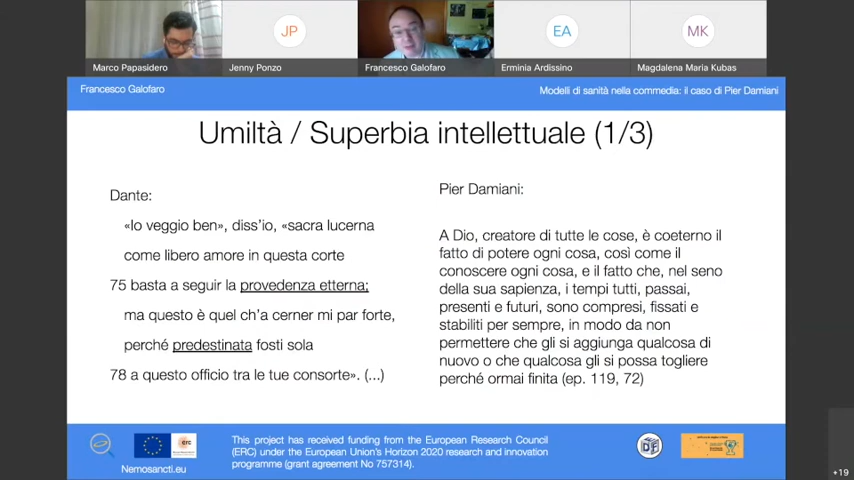 JP
EA
MK
Marco Papasidero
Jenny Ponzo
Francesco Galofaro
Erminia Ardissino
Magdalena Maria Kubas
Francesco Galofaro
Modelli di sanità nella commedia: il caso di Pier Damiani
Umiltà / Superbia intellettuale (1/3)
Dante:
«Io veggio ben», diss'io, «sacra lucerna
come libero amore in questa corte
75 basta a seguir la provedenza etterna;
ma questo è quel ch'a cerner mi par forte,
perché predestinata fosti sola
78 a questo officio tra le tue consorte». (...)
Pier Damiani:
A Dio, creatore di tutte le cose, è coeterno il
fatto di potere ogni cosa, così come il
conoscere ogni cosa, e il fatto che, nel seno
della sua sapienza, i tempi tutti, passai,
presenti e futuri, sono compresi, fissati e
stabiliti per sempre, in modo da non
permettere che gli si aggiunga qualcosa di
nuovo o che qualcosa gli si possa togliere
perché ormai finita (ep. 119, 72)
erc
Nemosancti.eu
This project has received funding from the European Research Council
(ERC) under the European Union's Horizon 2020 research and innovation
programme (grant agreement No 757314).
+19